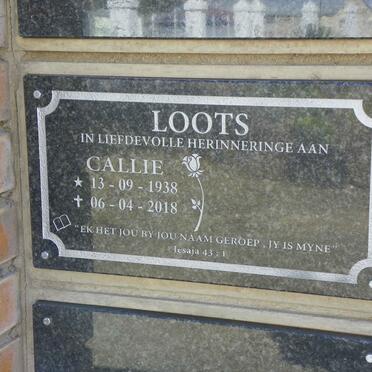 LOOTS
IN LIEFDEVOLLE HERINNERINGE AAN
CALLIE
★ 13 - 09 - 1938
✝ 06 - 04 - 2018
"EK HET JOU BY JOU NAAM GEROEP , JY IS MYNE"
Jesaja 43 : 1